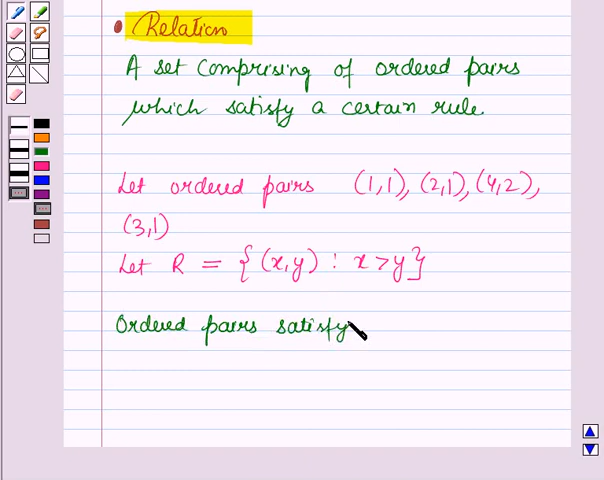 Relation
A set comprising of ordered pairs
which satisfy a certain rule.
Let ordered pairs (1,1), (2,1), (4,2),
(3,1)
Let R = {(x,y) : x>y}
Ordered pairs satisfy